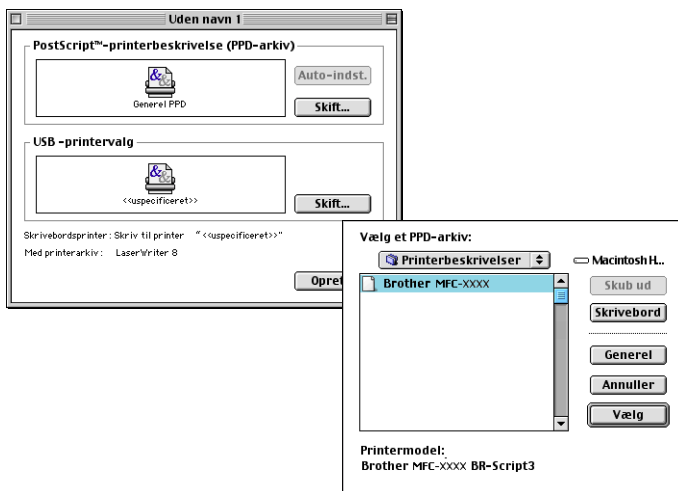 Uden navn 1
PostScript™-printerbeskrivelse (PPD-arkiv)
Generel PPD
Auto-indst.
Skift...
USB -printervalg
<<uspecificeret>>
Skift...
Skrivebordsprinter: Skriv til printer "<<uspecificeret>>"
Med printerarkiv: LaserWriter 8
Opret
Vælg et PPD-arkiv:
Printerbeskrivelser
Macintosh H...
Brother MFC-XXXX
Skub ud
Skrivebord
Generel
Annuller
Vælg
Printermodel:
Brother MFC-XXXX BR-Script3